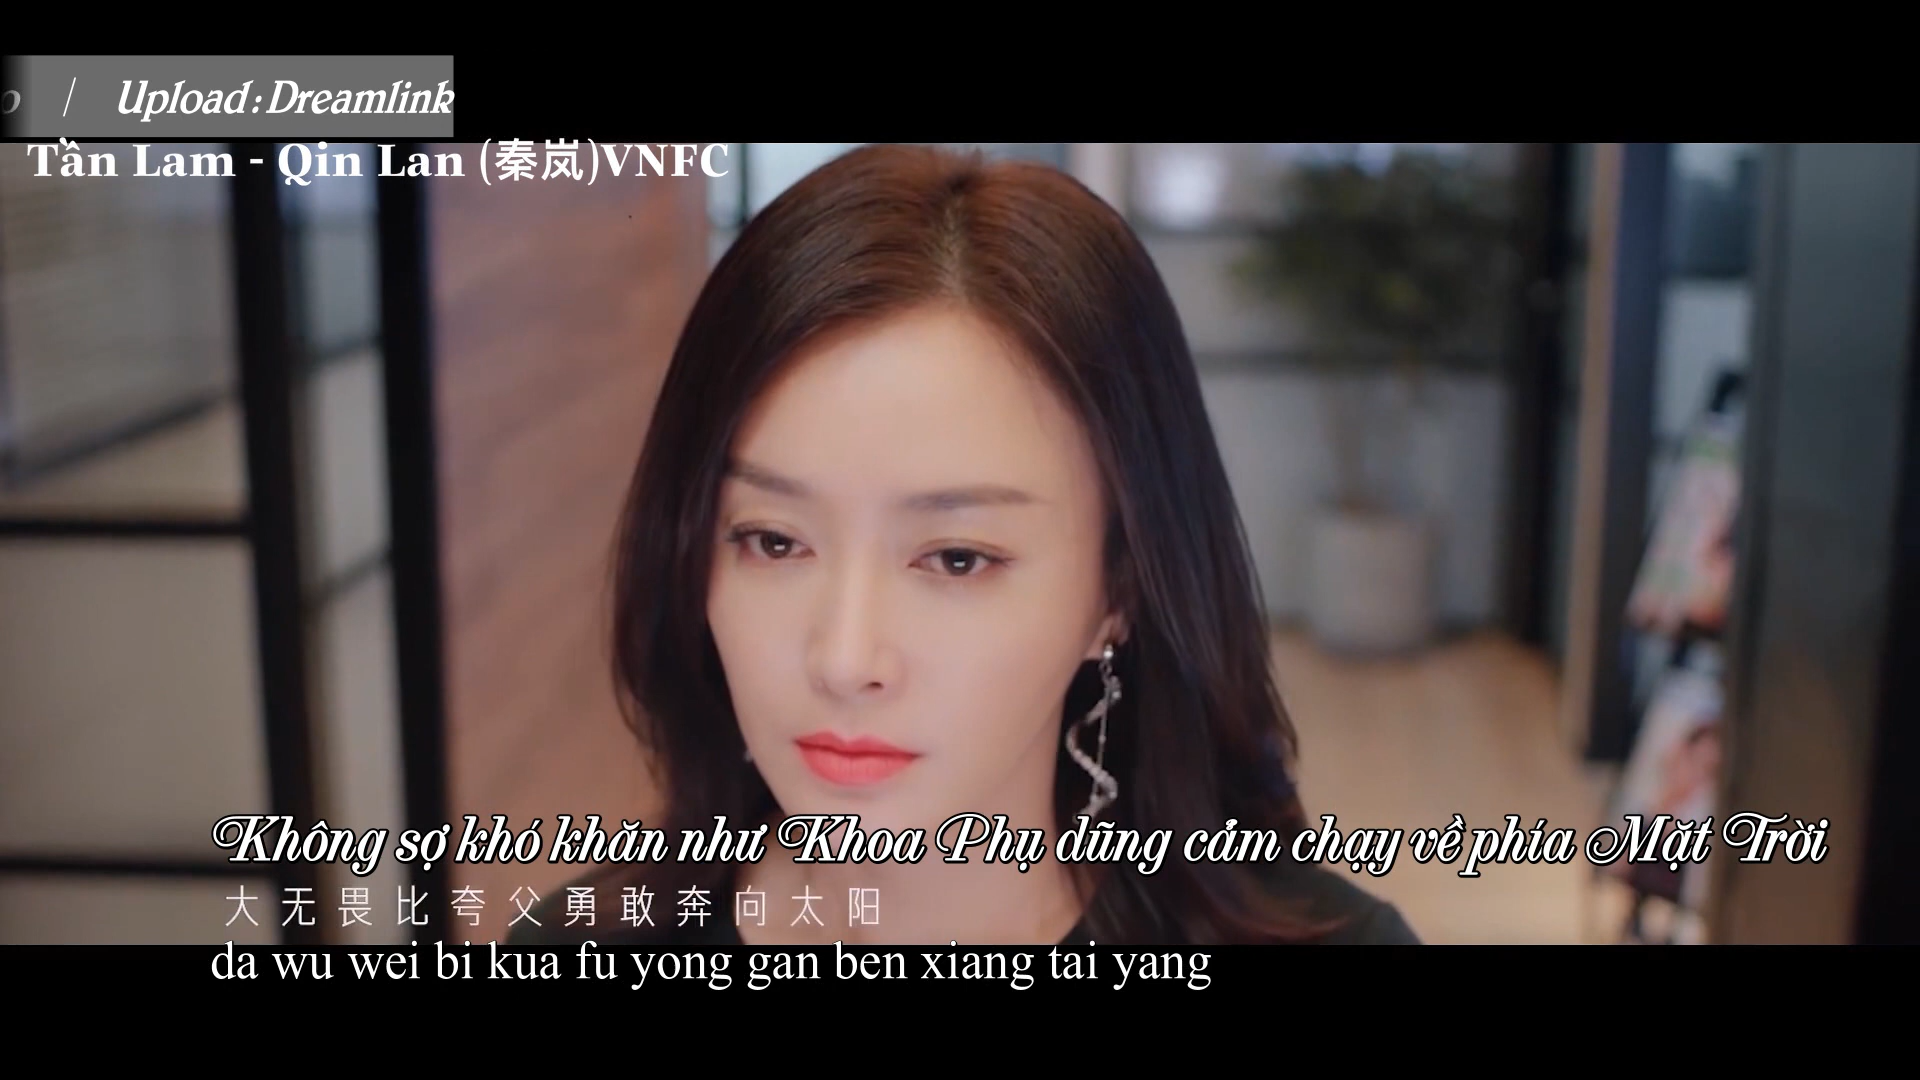 o / Upload: Dreamlink
Tần Lam - Qin Lan (秦岚)VNFC
Không sợ khó khăn như Khoa Phụ dũng cảm chạy về phía Mặt Trời
大无畏比夸父勇敢奔向太阳
da wu wei bi kua fu yong gan ben xiang tai yang